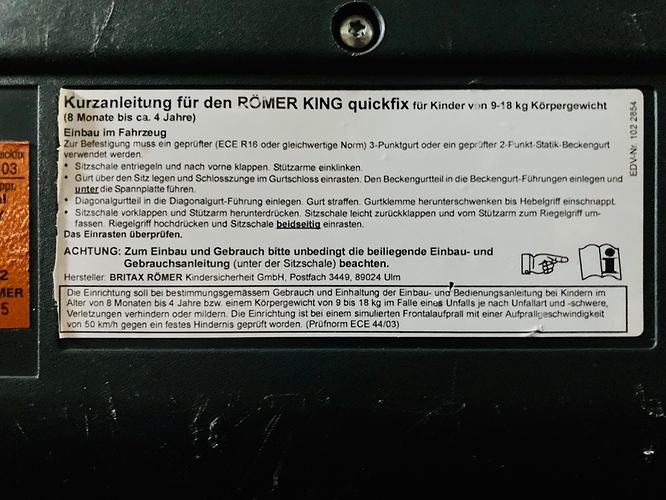 Kurzanleitung für den RÖMER KING quickfix für Kinder von 9-18 kg Körpergewicht
(8 Monate bis ca. 4 Jahre)
Einbau im Fahrzeug
Zur Befestigung muss ein geprüfter (ECE R16 oder gleichwertige Norm) 3-Punktgurt oder ein geprüfter 2-Punkt-Statik-Beckengurt
verwendet werden.
• Sitzschale entriegeln und nach vorne klappen. Stützarme einklinken.
• Gurt über den Sitz legen und Schlosszunge im Gurtschloss einrasten. Den Beckengurtteil in die Beckengurt-Führungen einlegen und
unter die Spannplatte führen.
• Diagonalgurtteil in die Diagonalgurt-Führung einlegen. Gurt straffen. Gurtklemme herunterschwenken bis Hebelgriff einschnappt.
• Sitzschale vorklappen und Stützarm herunterdrücken. Sitzschale leicht zurückklappen und vom Stützarm zum Riegelgriff um-
fassen. Riegelgriff hochdrücken und Sitzschale beidseitig einrasten.
Das Einrasten überprüfen.
ACHTUNG: Zum Einbau und Gebrauch bitte unbedingt die beiliegende Einbau- und
Gebrauchsanleitung (unter der Sitzschale) beachten.
Hersteller: BRITAX RÖMER Kindersicherheit GmbH, Postfach 3449, 89024 Ulm
Die Einrichtung soll bei bestimmungsgemässem Gebrauch und Einhaltung der Einbau- und Bedienungsanleitung bei Kindern im
Alter von 8 Monaten bis 4 Jahre bzw. einem Körpergewicht von 9 bis 18 kg im Falle eines Unfalls je nach Unfallart und -schwere,
Verletzungen verhindern oder mildern. Die Einrichtung ist bei einem simulierten Frontalaufprall mit einer Aufprallgeschwindigkeit
von 50 km/h gegen ein festes Hindernis geprüft worden. (Prüfnorm ECE 44/03)
EDV-Nr. 102 2854
03
2
5